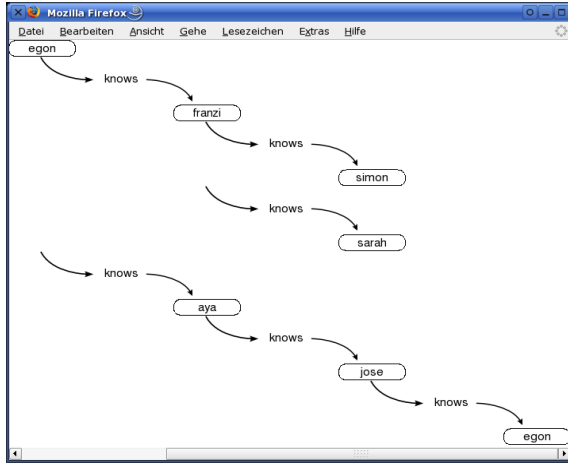 Mozilla Firefox
Datei Bearbeiten Ansicht Gehe Lesezeichen Extras Hilfe
egon
knows
franzi
knows
simon
knows
sarah
knows
aya
knows
jose
knows
egon